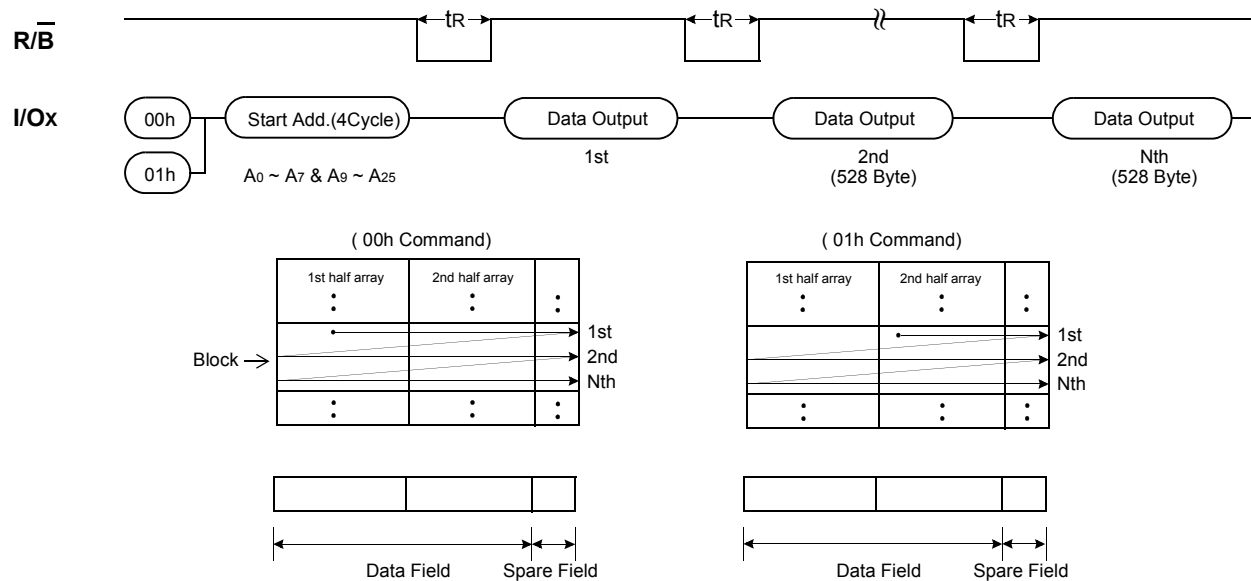 R/B̅ tR tR tR
I/Ox 00h Start Add.(4Cycle) Data Output Data Output Data Output
01h A0 ~ A7 & A9 ~ A25 1st 2nd Nth
(528 Byte) (528 Byte)
( 00h Command) ( 01h Command)
1st half array 2nd half array 1st half array 2nd half array
1st 1st
Block 2nd 2nd
Nth Nth
Data Field Spare Field Data Field Spare Field